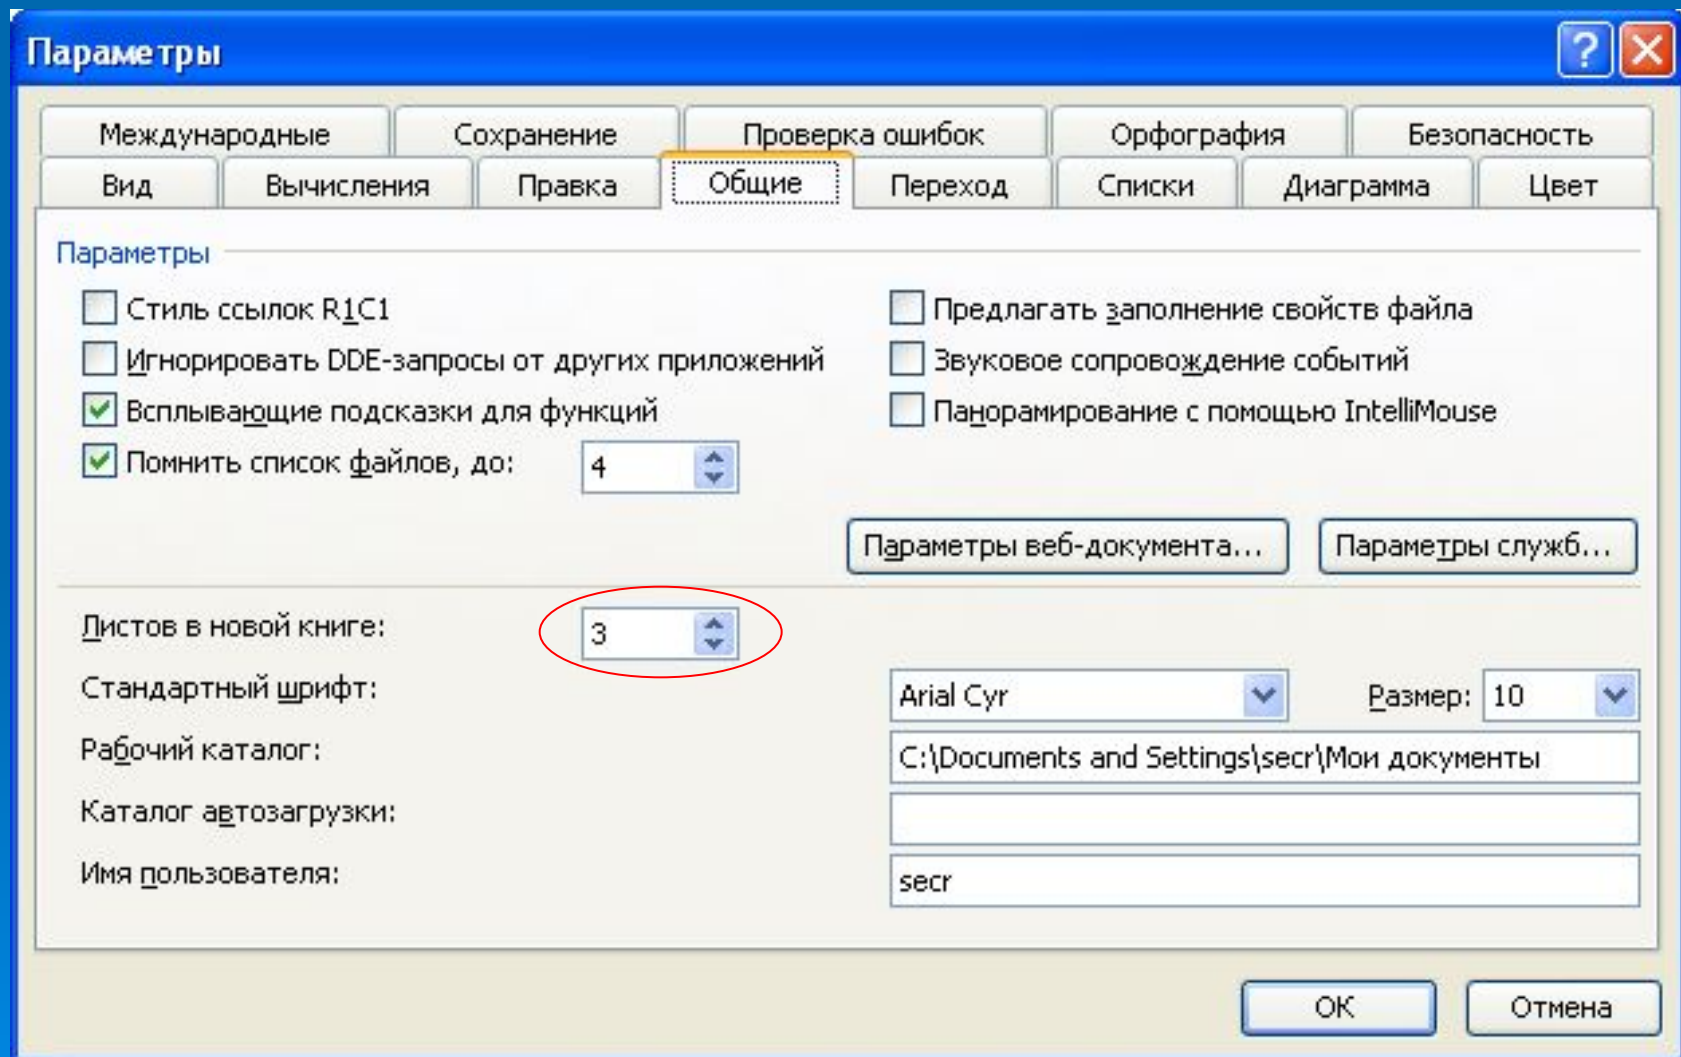 Параметры
Международные Сохранение Проверка ошибок Орфография Безопасность
Вид Вычисления Правка Общие Переход Списки Диаграмма Цвет
Параметры
Стиль ссылок R1C1 Предлагать заполнение свойств файла
Игнорировать DDE-запросы от других приложений Звуковое сопровождение событий
Всплывающие подсказки для функций Панорамирование с помощью IntelliMouse
Помнить список файлов, до: 4
Параметры веб-документа... Параметры служб...
Листов в новой книге: 3
Стандартный шрифт: Arial Cyr Размер: 10
Рабочий каталог: C:\Documents and Settings\secr\Мои документы
Каталог автозагрузки:
Имя пользователя: secr
ОК Отмена